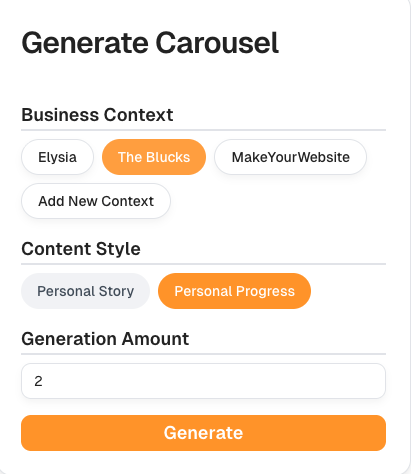 Generate Carousel
Business Context
Elysia The Blucks MakeYourWebsite
Add New Context
Content Style
Personal Story Personal Progress
Generation Amount
2
Generate